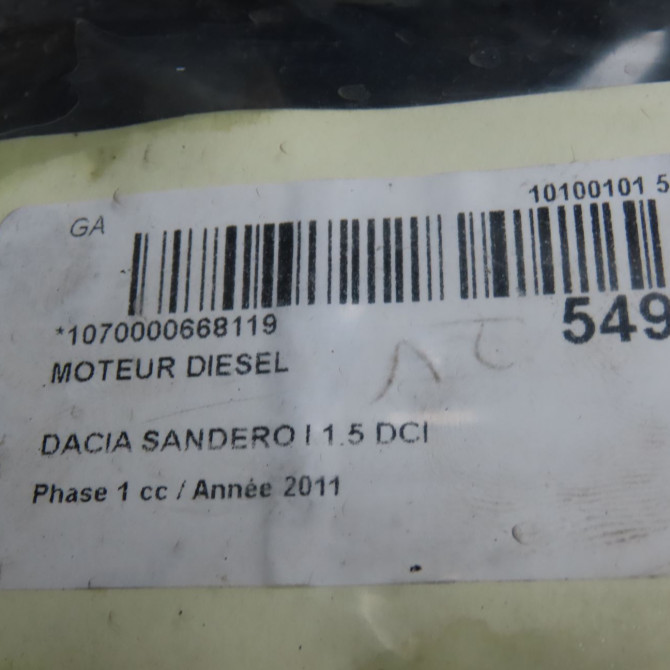 10100101 5
GA
*1070000668119
549
MOTEUR DIESEL
DACIA SANDERO I 1.5 DCI
Phase 1 cc / Année 2011